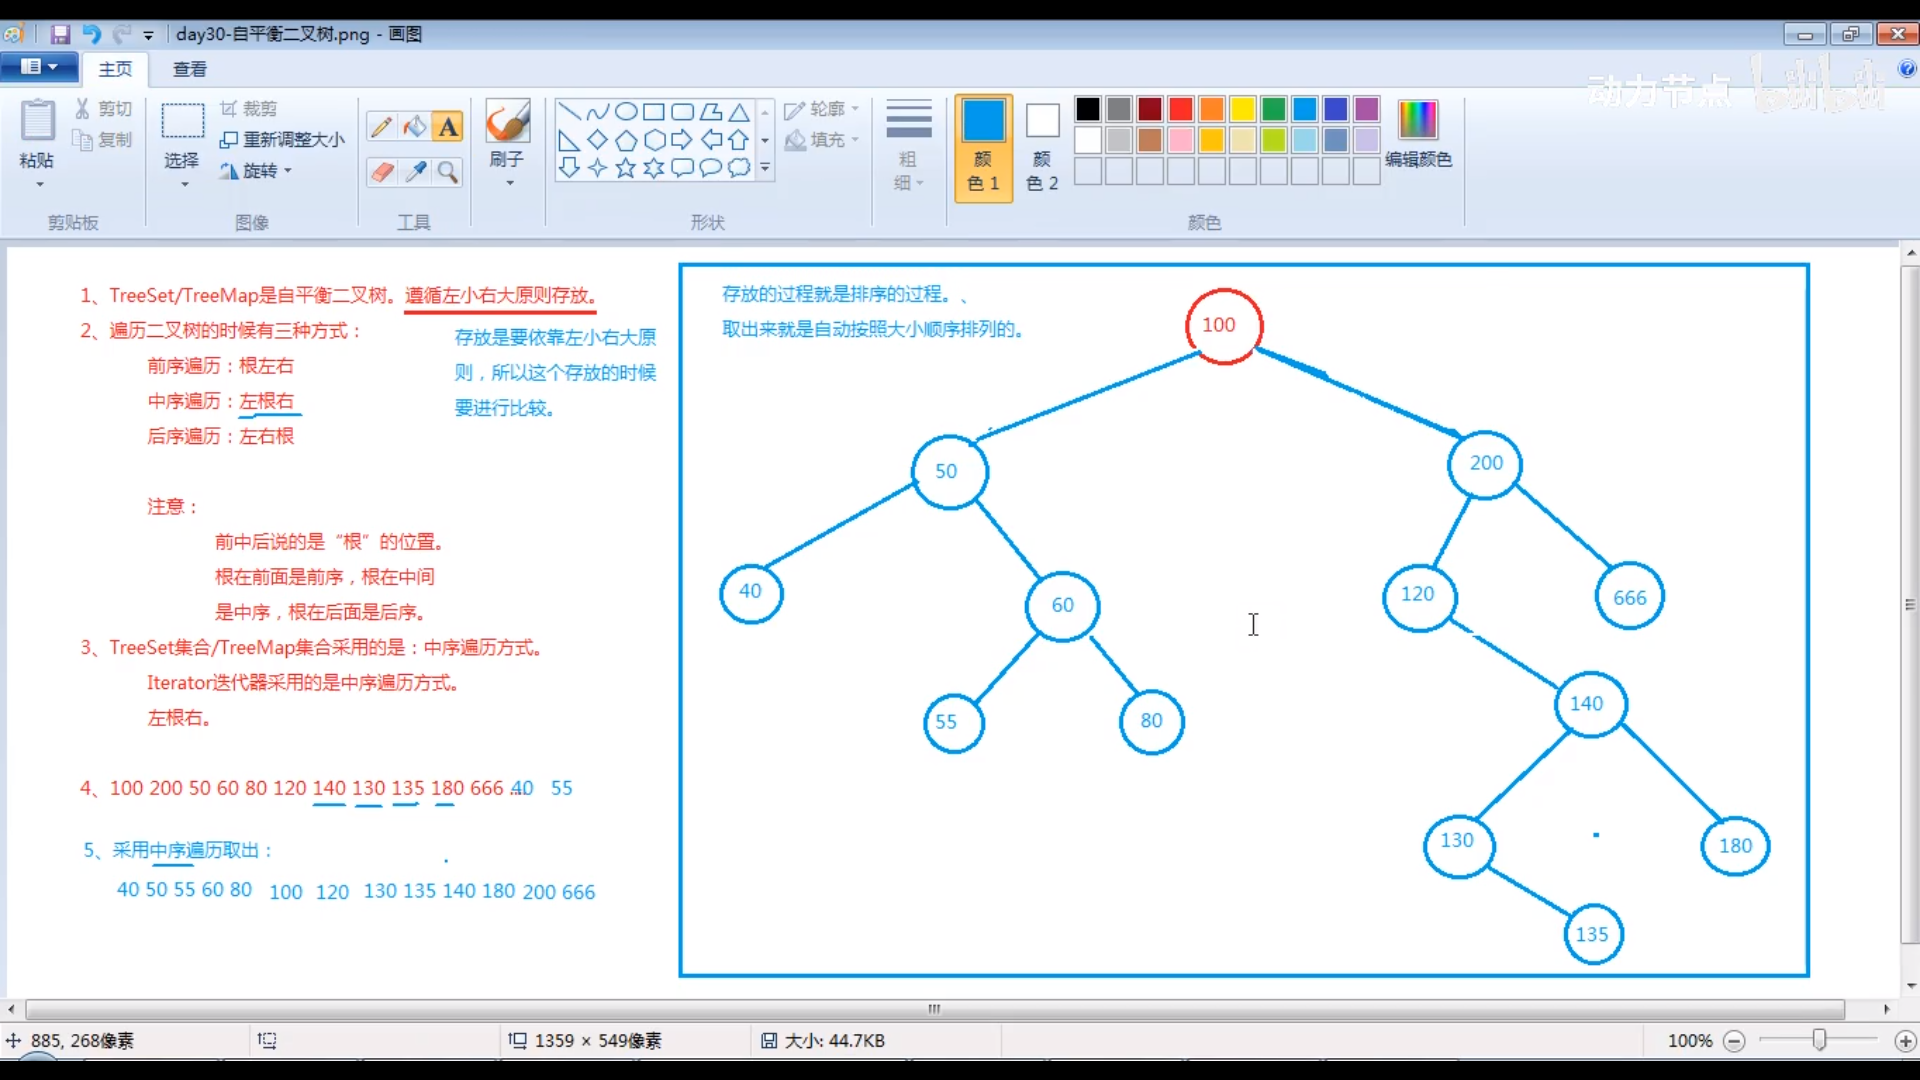 day30-自平衡二叉树.png - 画图
主页
查看
动力节点
bilibili
粘贴
剪切
复制
剪贴板
选择
裁剪
重新调整大小
旋转
图像
A
工具
刷子
轮廓
填充
形状
粗
细
颜
色 1
颜
色 2
编辑颜色
颜色
1、TreeSet/TreeMap是自平衡二叉树。遵循左小右大原则存放。
2、遍历二叉树的时候有三种方式：
前序遍历：根左右
中序遍历：左根右
后序遍历：左右根
存放是要依靠左小右大原
则，所以这个存放的时候
要进行比较。
注意：
前中后说的是“根”的位置。
根在前面是前序，根在中间
是中序，根在后面是后序。
3、TreeSet集合/TreeMap集合采用的是：中序遍历方式。
Iterator迭代器采用的是中序遍历方式。
左根右。
4、100 200 50 60 80 120 140 130 135 180 666 ... 40 55
5、采用中序遍历取出：
40 50 55 60 80 100 120 130 135 140 180 200 666
存放的过程就是排序的过程。、
取出来就是自动按照大小顺序排列的。
100
50
200
40
60
120
666
55
80
140
130
180
135
885, 268像素
1359 × 549像素
大小: 44.7KB
100%